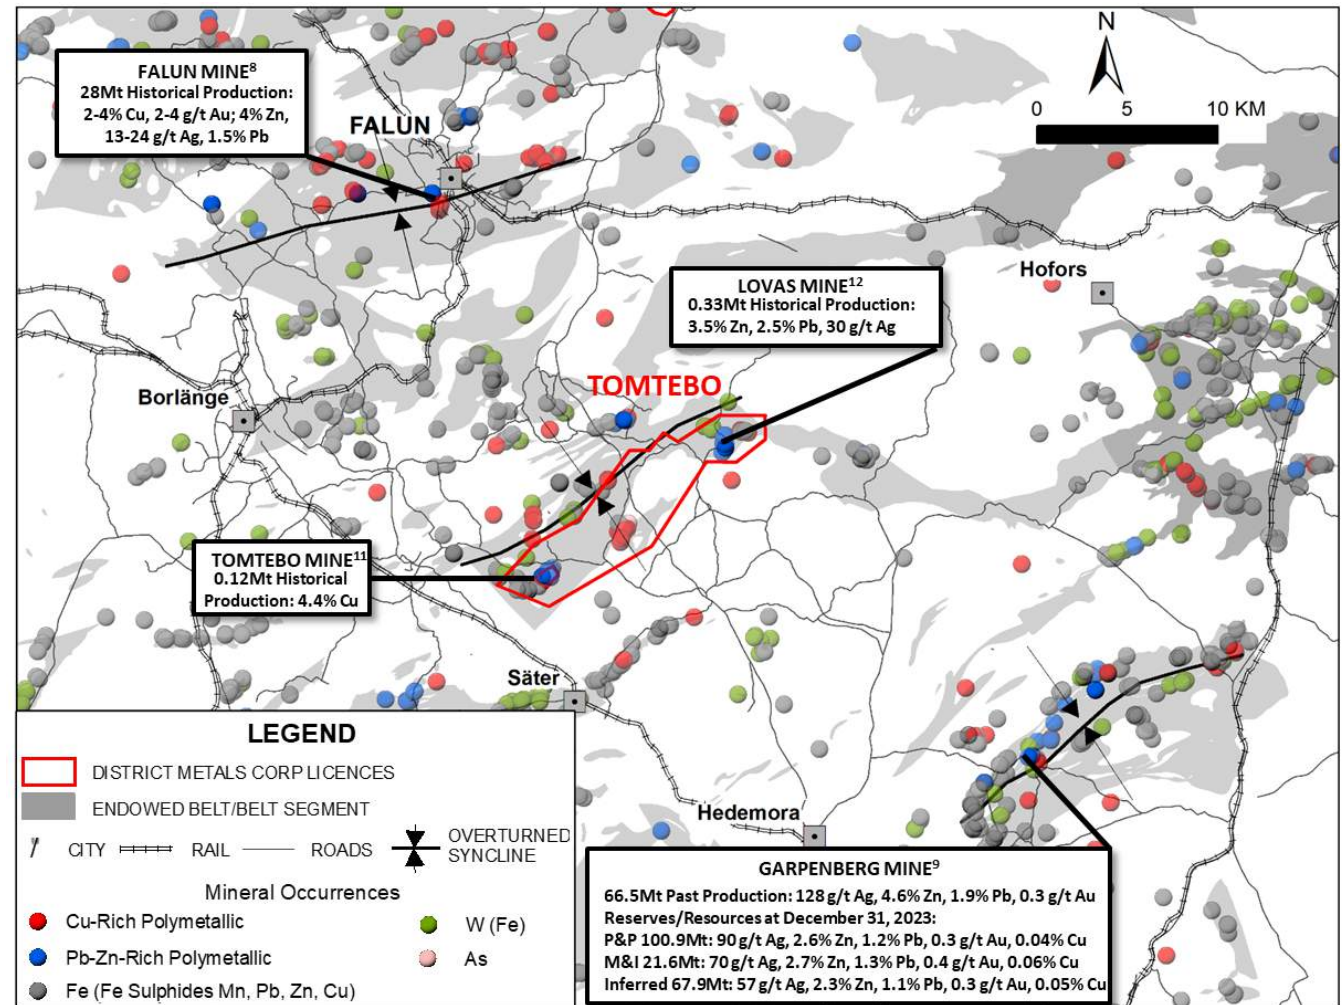 N
0 5 10 KM
FALUN MINE⁸
28Mt Historical Production:
2-4% Cu, 2-4 g/t Au; 4% Zn,
13-24 g/t Ag, 1.5% Pb
FALUN
LOVAS MINE¹²
0.33Mt Historical Production:
3.5% Zn, 2.5% Pb, 30 g/t Ag
Hofors
TOMTEBO
Borlänge
TOMTEBO MINE¹¹
0.12Mt Historical
Production: 4.4% Cu
Säter
Hedemora
GARPENBERG MINE⁹
66.5Mt Past Production: 128 g/t Ag, 4.6% Zn, 1.9% Pb, 0.3 g/t Au
Reserves/Resources at December 31, 2023:
P&P 100.9Mt: 90 g/t Ag, 2.6% Zn, 1.2% Pb, 0.3 g/t Au, 0.04% Cu
M&I 21.6Mt: 70 g/t Ag, 2.7% Zn, 1.3% Pb, 0.4 g/t Au, 0.06% Cu
Inferred 67.9Mt: 57 g/t Ag, 2.3% Zn, 1.1% Pb, 0.3 g/t Au, 0.05% Cu
LEGEND
DISTRICT METALS CORP LICENCES
ENDOWED BELT/BELT SEGMENT
CITY RAIL ROADS OVERTURNED
SYNCLINE
Mineral Occurrences
Cu-Rich Polymetallic W (Fe)
Pb-Zn-Rich Polymetallic As
Fe (Fe Sulphides Mn, Pb, Zn, Cu)